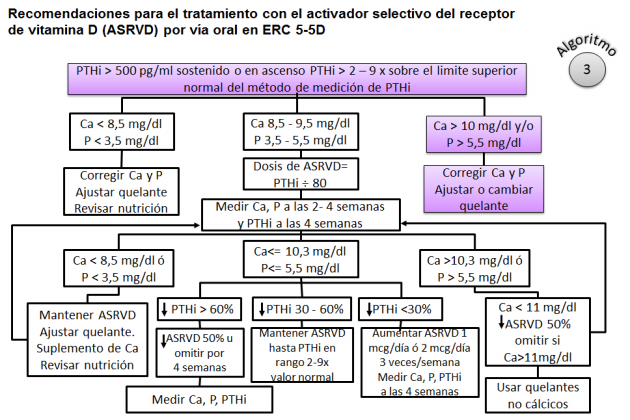 Recomendaciones para el tratamiento con el activador selectivo del receptor
de vitamina D (ASRVD) por via oral en ERC 5-5D
Algoritmo
3
PTHi > 500 pg/ml sostenido o en ascenso PTHi > 2 – 9 x sobre el limite superior
normal del método de medición de PTHi
Ca < 8,5 mg/dl
P < 3,5 mg/dl
Ca 8,5 - 9,5 mg/dl
P 3,5 - 5,5 mg/dl
Ca > 10 mg/dl y/o
P > 5,5 mg/dl
Corregir Ca y P
Ajustar quelante
Revisar nutrición
Dosis de ASRVD=
PTHi ÷ 80
Corregir Ca y P
Ajustar o cambiar
quelante
Medir Ca, P a las 2- 4 semanas
y PTHi a las 4 semanas
Ca < 8,5 mg/dl ó
P < 3,5 mg/dl
Ca<= 10,3 mg/dl
P<= 5,5 mg/dl
Ca >10,3 mg/dl ó
P > 5,5 mg/dl
Mantener ASRVD
Ajustar quelante.
Suplemento de Ca
Revisar nutrición
↓ PTHi > 60%
↓ PTHi 30 - 60%
↓ PTHi <30%
Ca < 11 mg/dl
↓ASRVD 50%
omitir si
Ca>11mg/dl
↓ASRVD 50% u
omitir por
4 semanas
Mantener ASRVD
hasta PTHi en
rango 2-9x
valor normal
Aumentar ASRVD 1
mcg/día ó 2 mcg/día
3 veces/semana
Medir Ca, P, PTHi
a las 4 semanas
Medir Ca, P, PTHi
Usar quelantes
no cálcicos